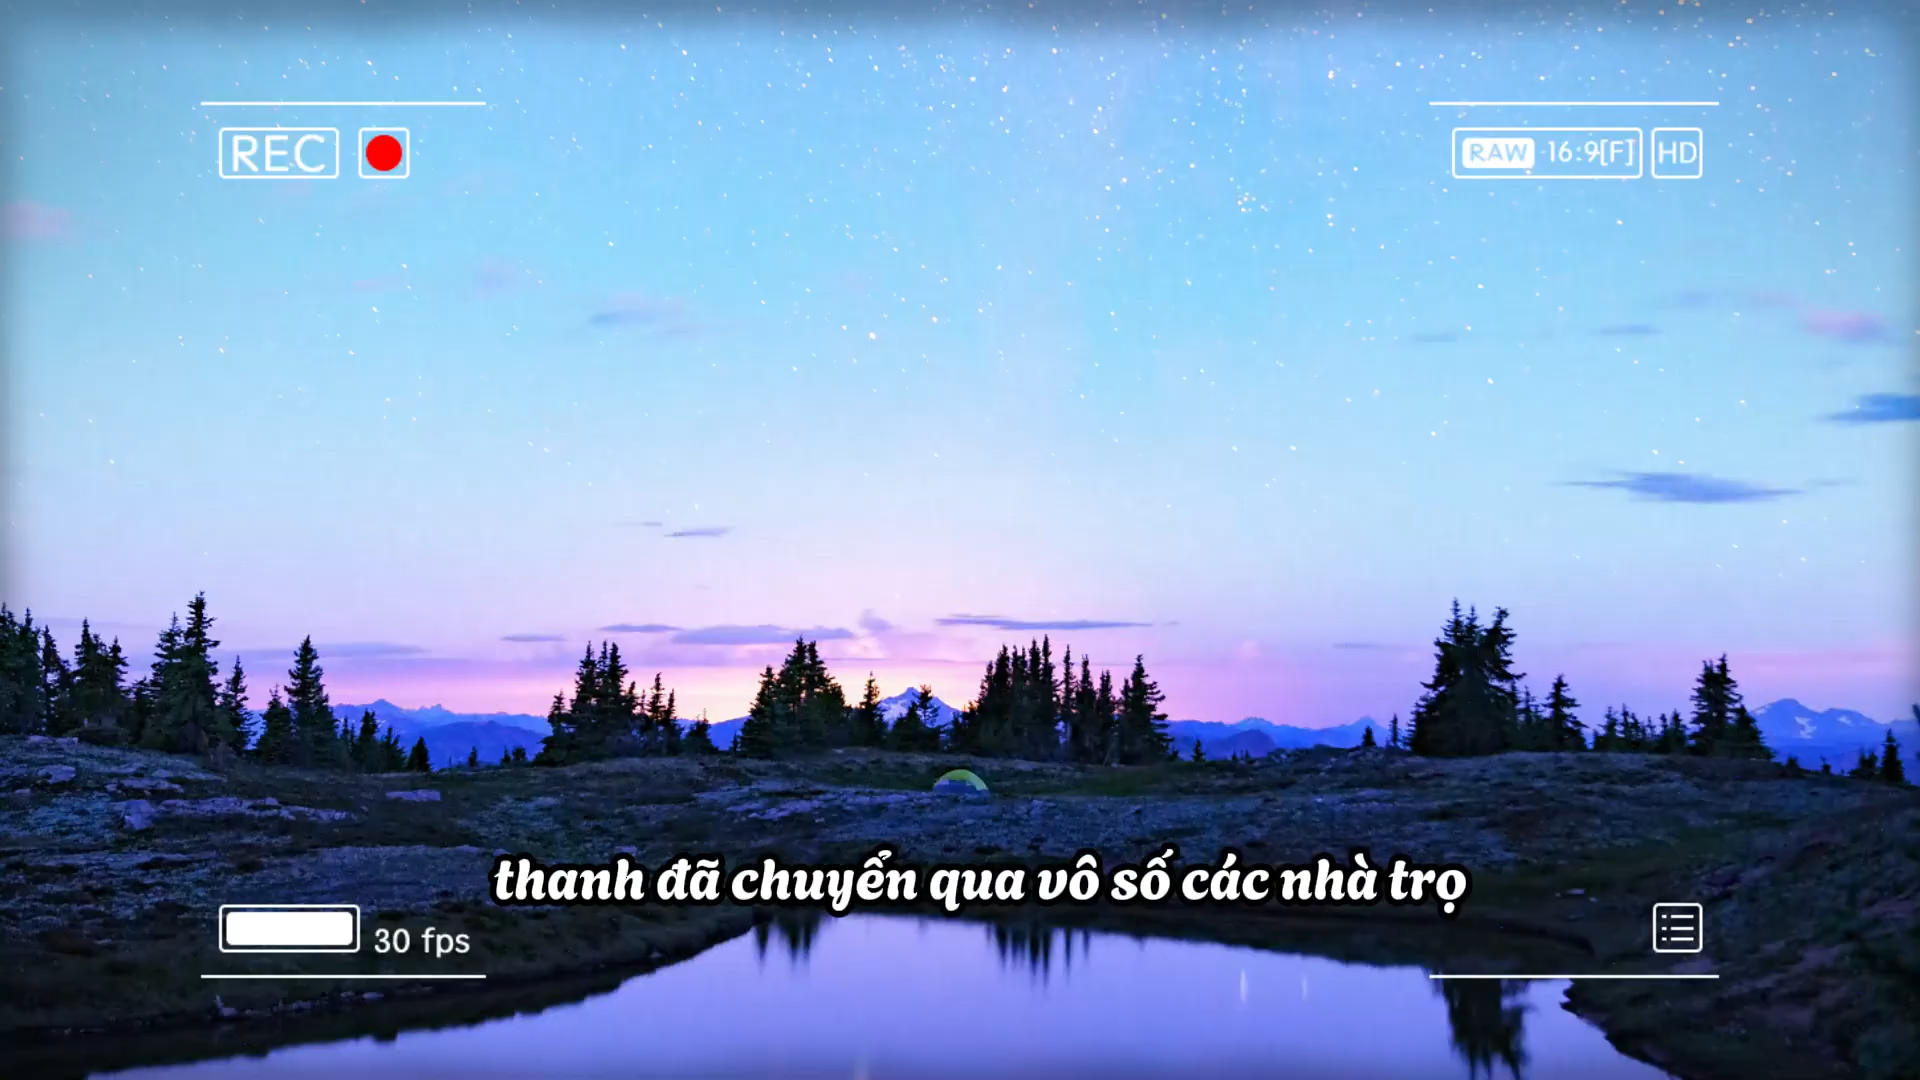 REC
RAW 16:9[F] HD
thanh đã chuyển qua vô số các nhà trọ
30 fps